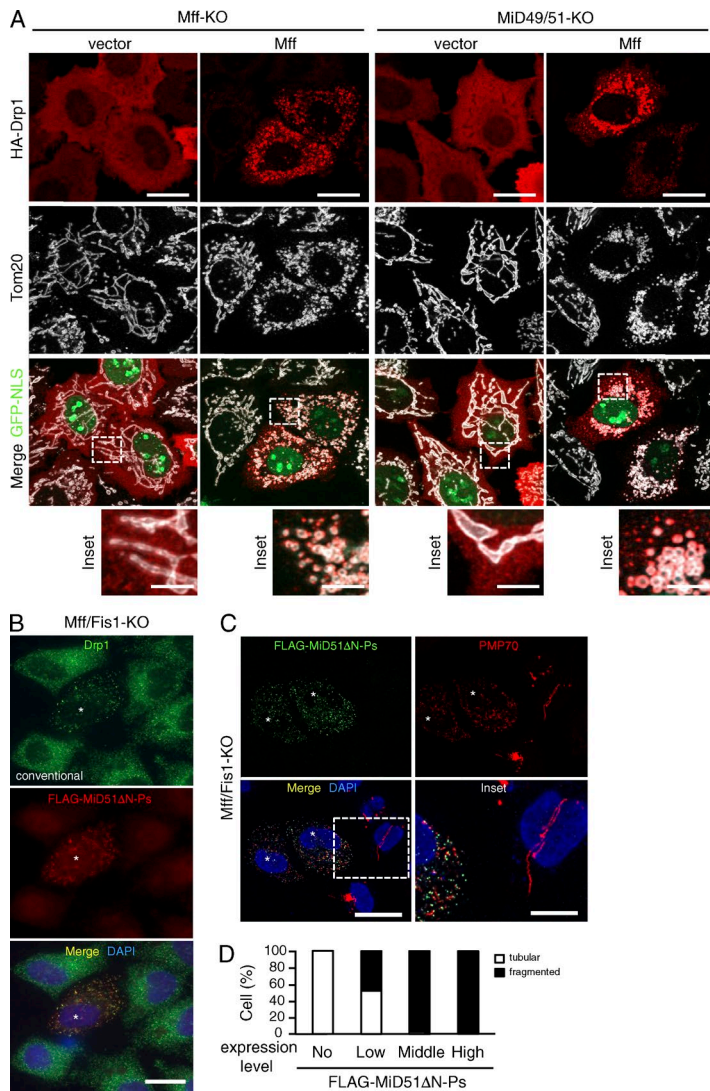 A
Mff-KO
MiD49/51-KO
vector
Mff
vector
Mff
HA-Drp1
Tom20
Merge GFP-NLS
Inset
Inset
Inset
Inset
B
Mff/Fis1-KO
Drp1
*
conventional
FLAG-MiD51ΔN-Ps
*
Merge DAPI
*
C
Mff/Fis1-KO
FLAG-MiD51ΔN-Ps
PMP70
*
*
*
*
Merge DAPI
Inset
*
*
D
Cell (%)
100
80
60
40
20
0
tubular
fragmented
expression level
No
Low
Middle
High
FLAG-MiD51ΔN-Ps